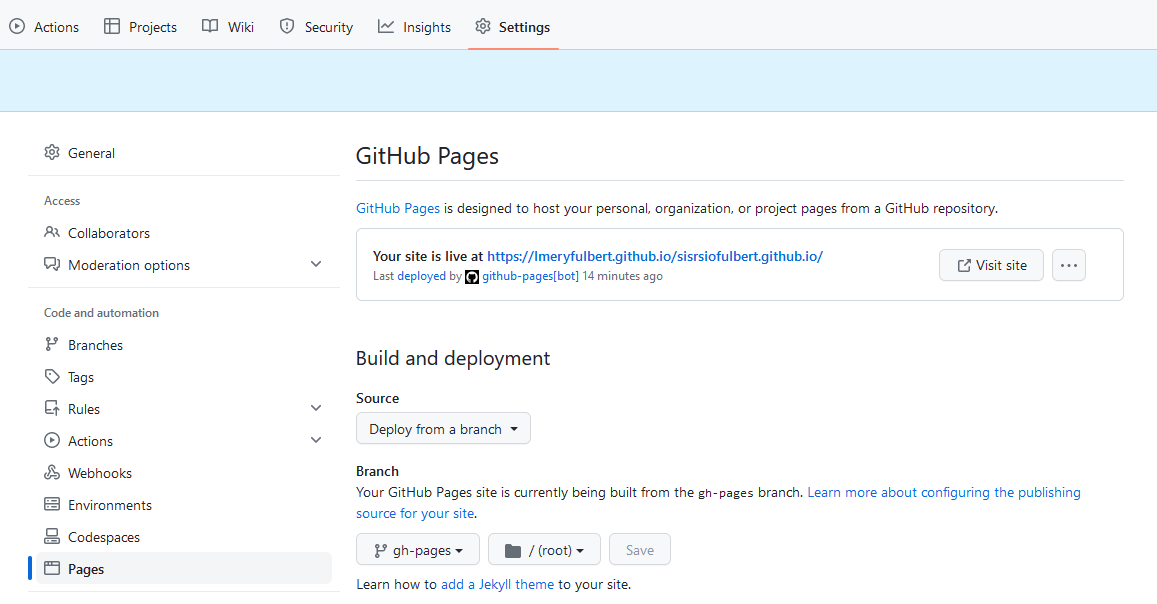 Actions Projects Wiki Security Insights Settings
General
Access
Collaborators
Moderation options
Code and automation
Branches
Tags
Rules
Actions
Webhooks
Environments
Codespaces
Pages
GitHub Pages
GitHub Pages is designed to host your personal, organization, or project pages from a GitHub repository.
Your site is live at https://lmeryfulbert.github.io/sisrsiofulbert.github.io/
Last deployed by github-pages[bot] 14 minutes ago
Visit site
Build and deployment
Source
Deploy from a branch
Branch
Your GitHub Pages site is currently being built from the gh-pages branch. Learn more about configuring the publishing
source for your site.
gh-pages / (root) Save
Learn how to add a Jekyll theme to your site.